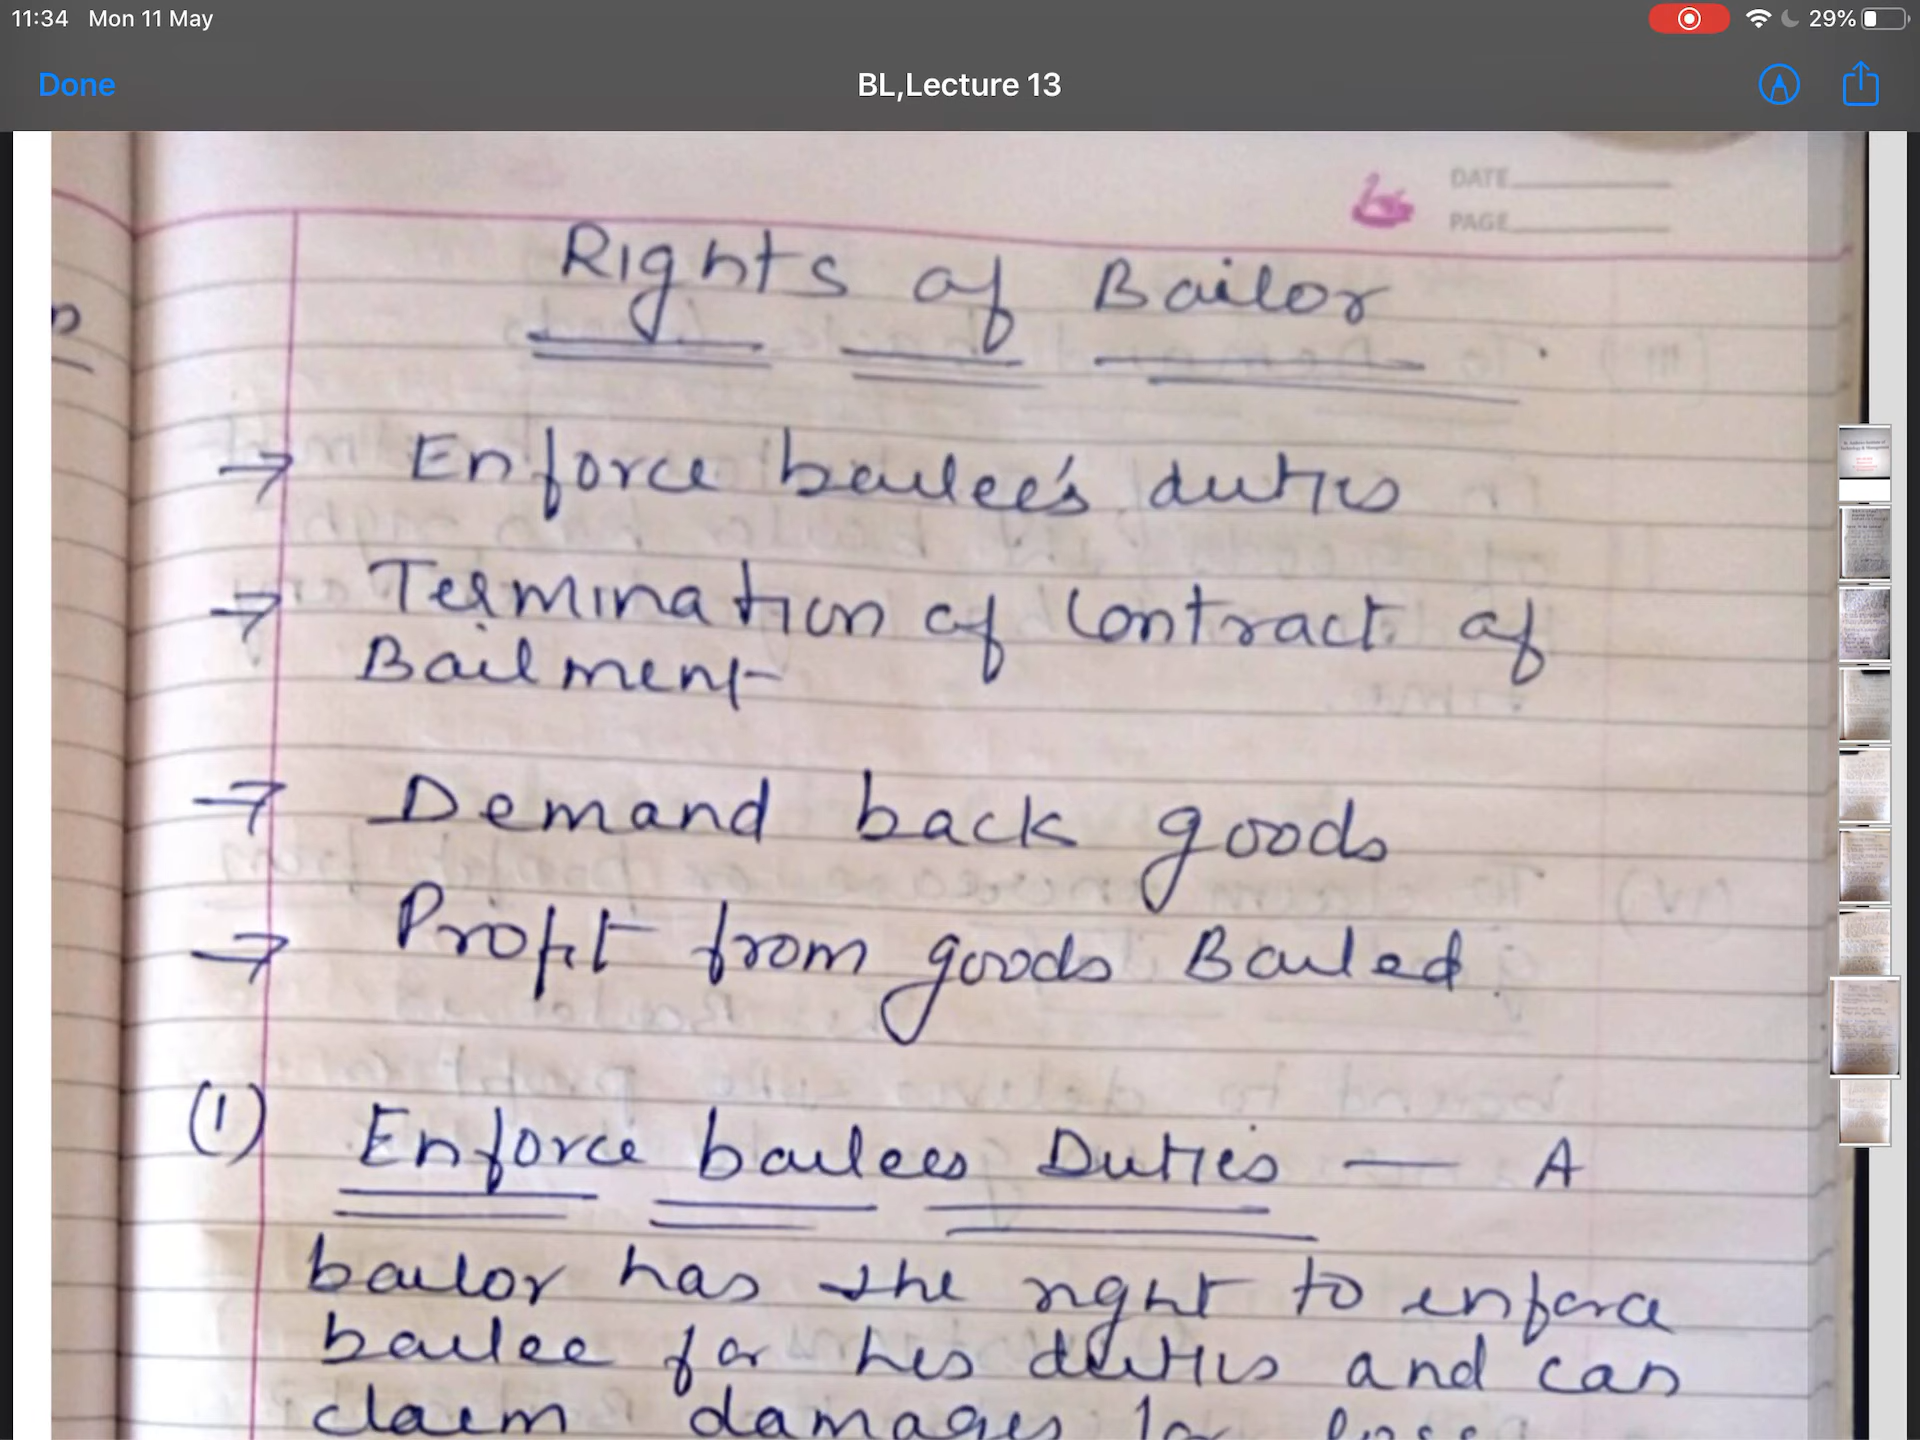 11:34 Mon 11 May
29%
Done
BL,Lecture 13
DATE
PAGE
Rights of Bailor
→ Enforce bailee's duties
→ Termination of Contract of
Bailment
→ Demand back goods
→ Profit from goods Bailed
(1) Enforce bailees Duties — A
bailor has the right to enforce
bailee for his duties and can
claim damages for loss